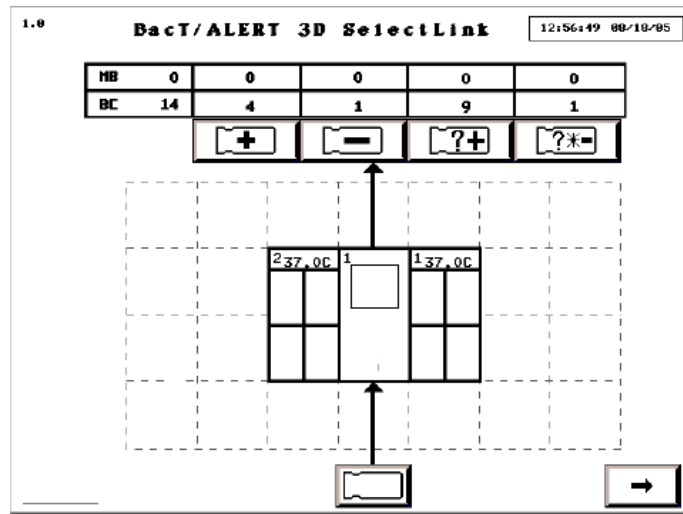 1.0
BacT/ALERT 3D SelectLink
12:56:49 08/18/05
MB 0 0 0 0 0
BC 14 4 1 9 1
+ − ?+ ?*-
2 37.0C 1 1 37.0C
→